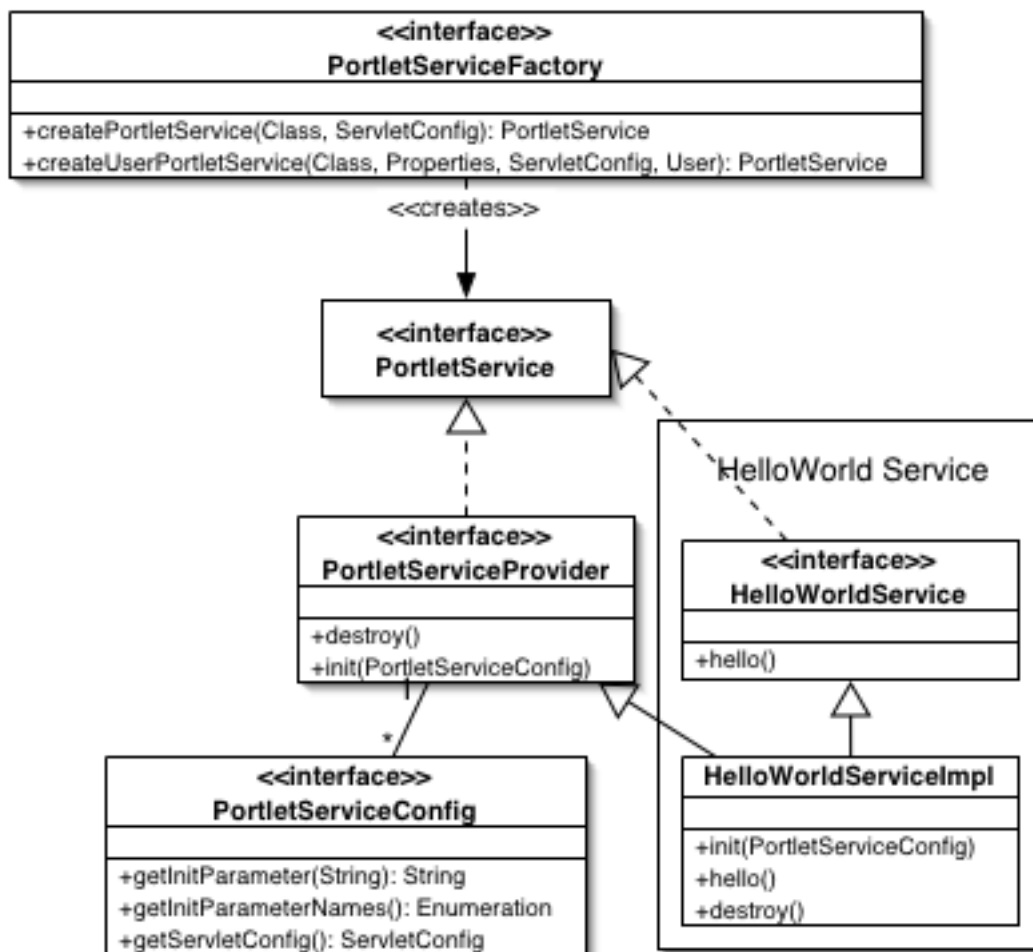 <<interface>>
PortletServiceFactory
+createPortletService(Class, ServletConfig): PortletService
+createUserPortletService(Class, Properties, ServletConfig, User): PortletService
<<creates>>
<<interface>>
PortletService
HelloWorld Service
<<interface>>
PortletServiceProvider
+destroy()
+init(PortletServiceConfig)
<<interface>>
HelloWorldService
+hello()
1
*
<<interface>>
PortletServiceConfig
+getInitParameter(String): String
+getInitParameterNames(): Enumeration
+getServletConfig(): ServletConfig
HelloWorldServiceImpl
+init(PortletServiceConfig)
+hello()
+destroy()